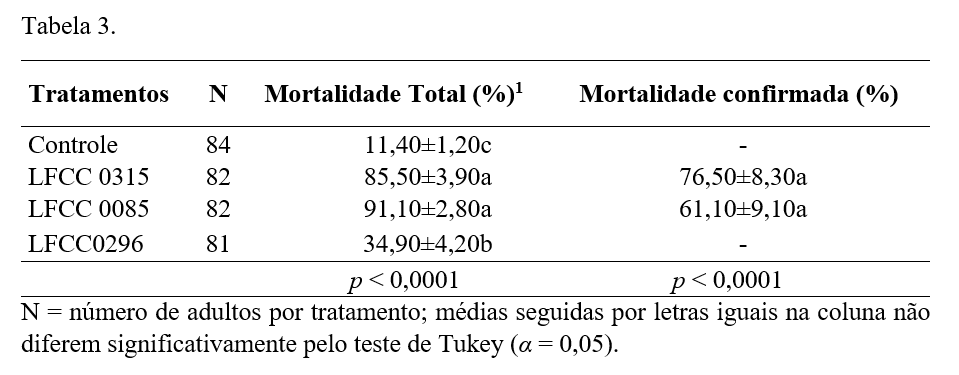 Tabela 3.
Tratamentos N Mortalidade Total (%)¹ Mortalidade confirmada (%)
Controle 84 11,40±1,20c -
LFCC 0315 82 85,50±3,90a 76,50±8,30a
LFCC 0085 82 91,10±2,80a 61,10±9,10a
LFCC0296 81 34,90±4,20b -
p < 0,0001 p < 0,0001
N = número de adultos por tratamento; médias seguidas por letras iguais na coluna não
diferem significativamente pelo teste de Tukey (α = 0,05).